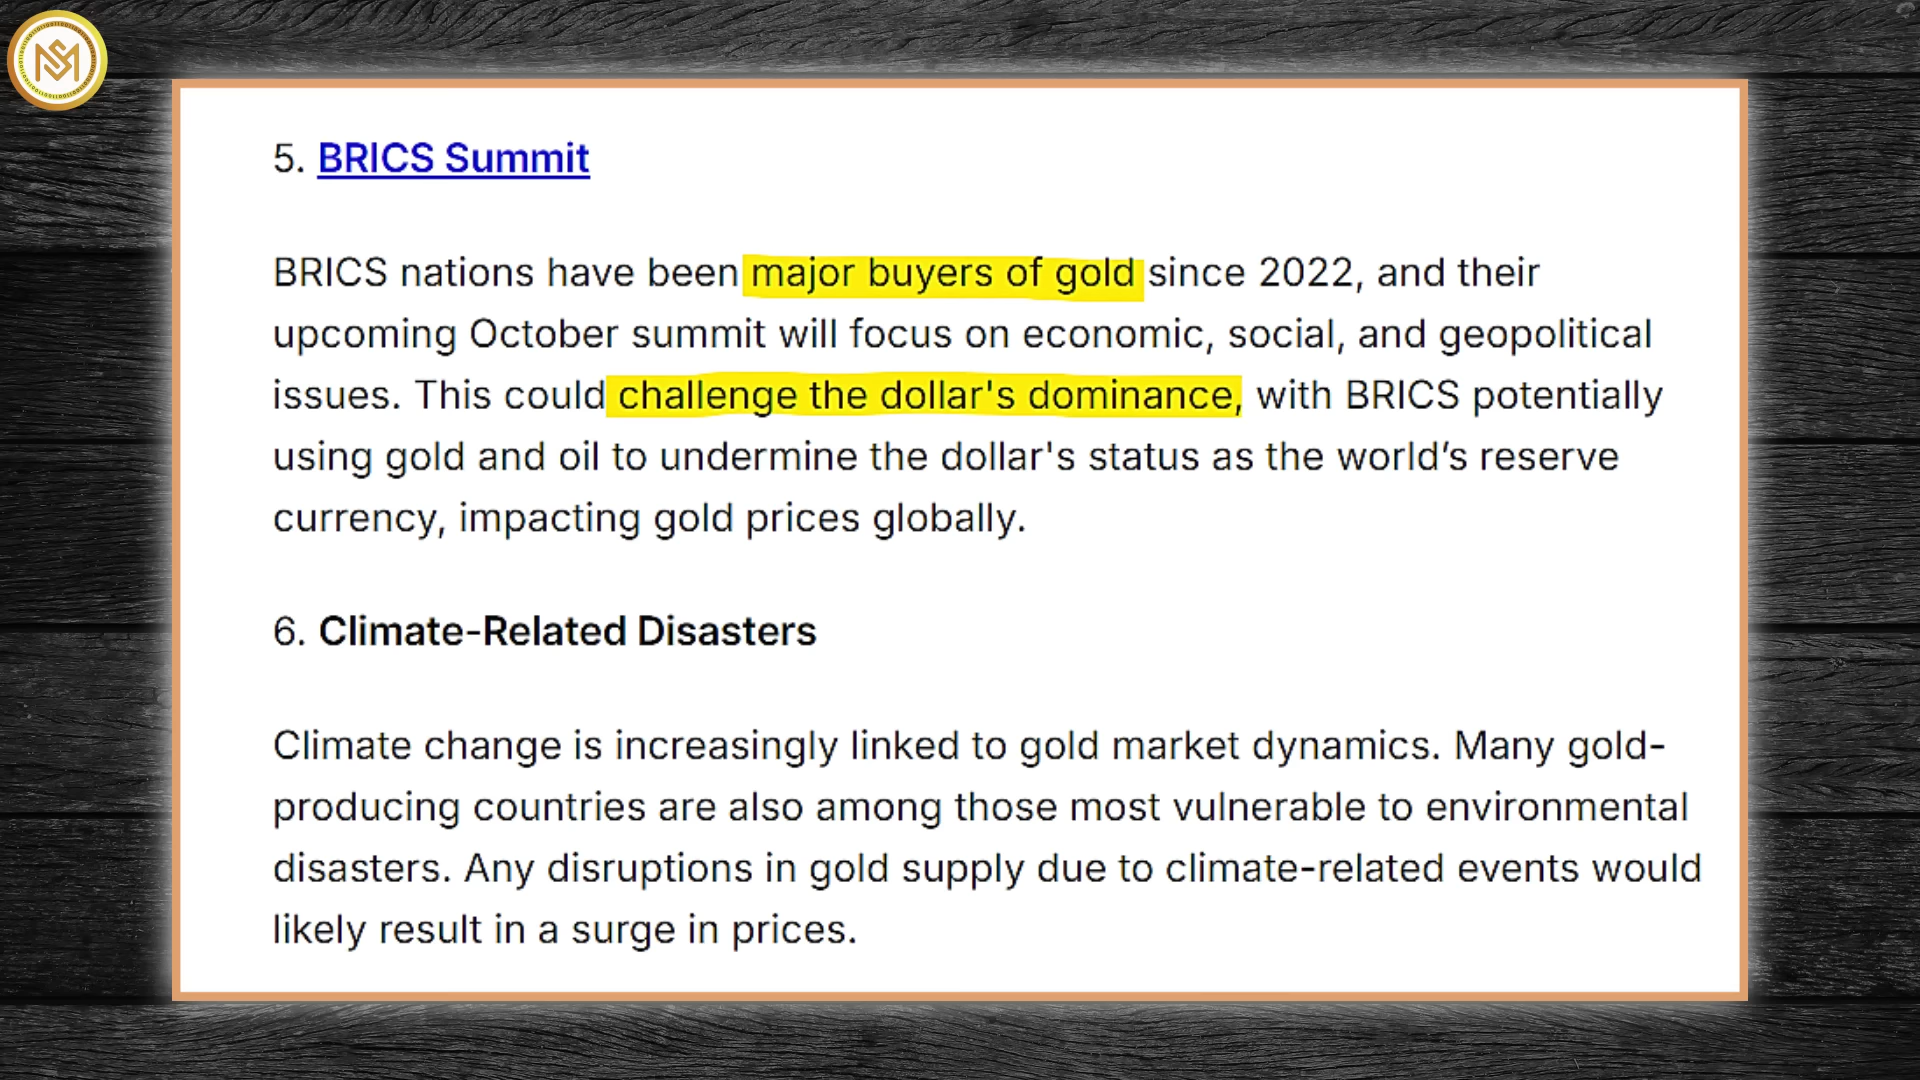 5. BRICS Summit
BRICS nations have been major buyers of gold since 2022, and their
upcoming October summit will focus on economic, social, and geopolitical
issues. This could challenge the dollar's dominance, with BRICS potentially
using gold and oil to undermine the dollar's status as the world’s reserve
currency, impacting gold prices globally.
6. Climate-Related Disasters
Climate change is increasingly linked to gold market dynamics. Many gold-
producing countries are also among those most vulnerable to environmental
disasters. Any disruptions in gold supply due to climate-related events would
likely result in a surge in prices.